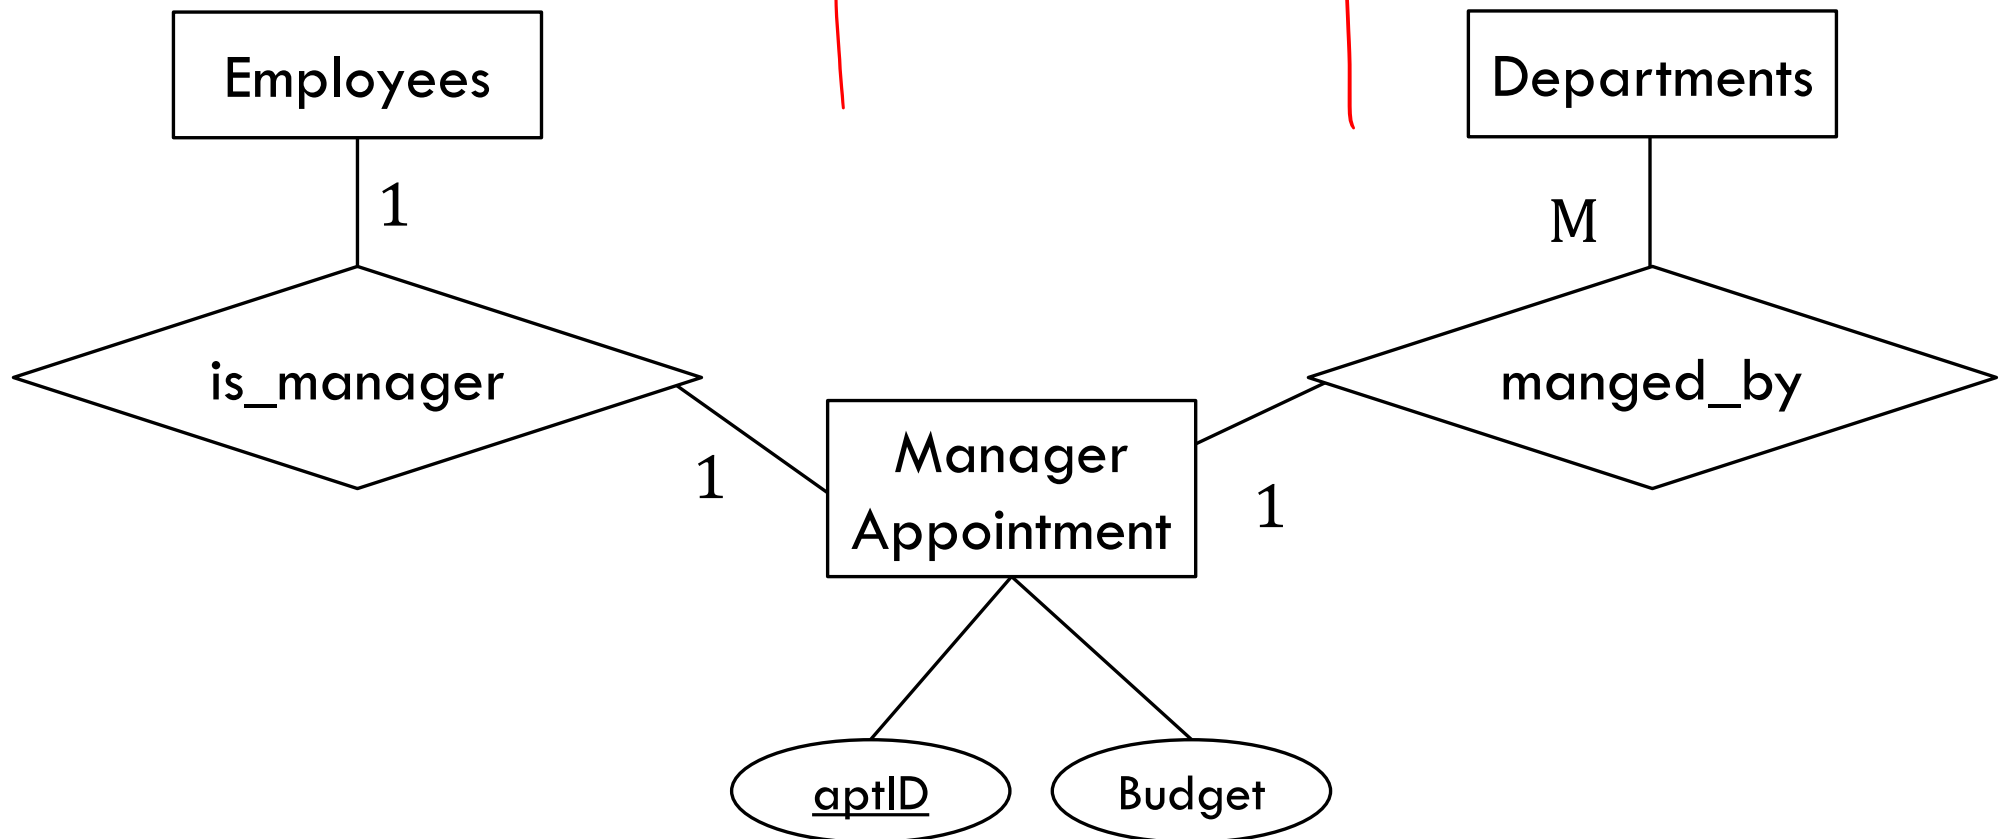 Employees
Departments
1
M
is_manager
manged_by
Manager
Appointment
1
1
aptID
Budget